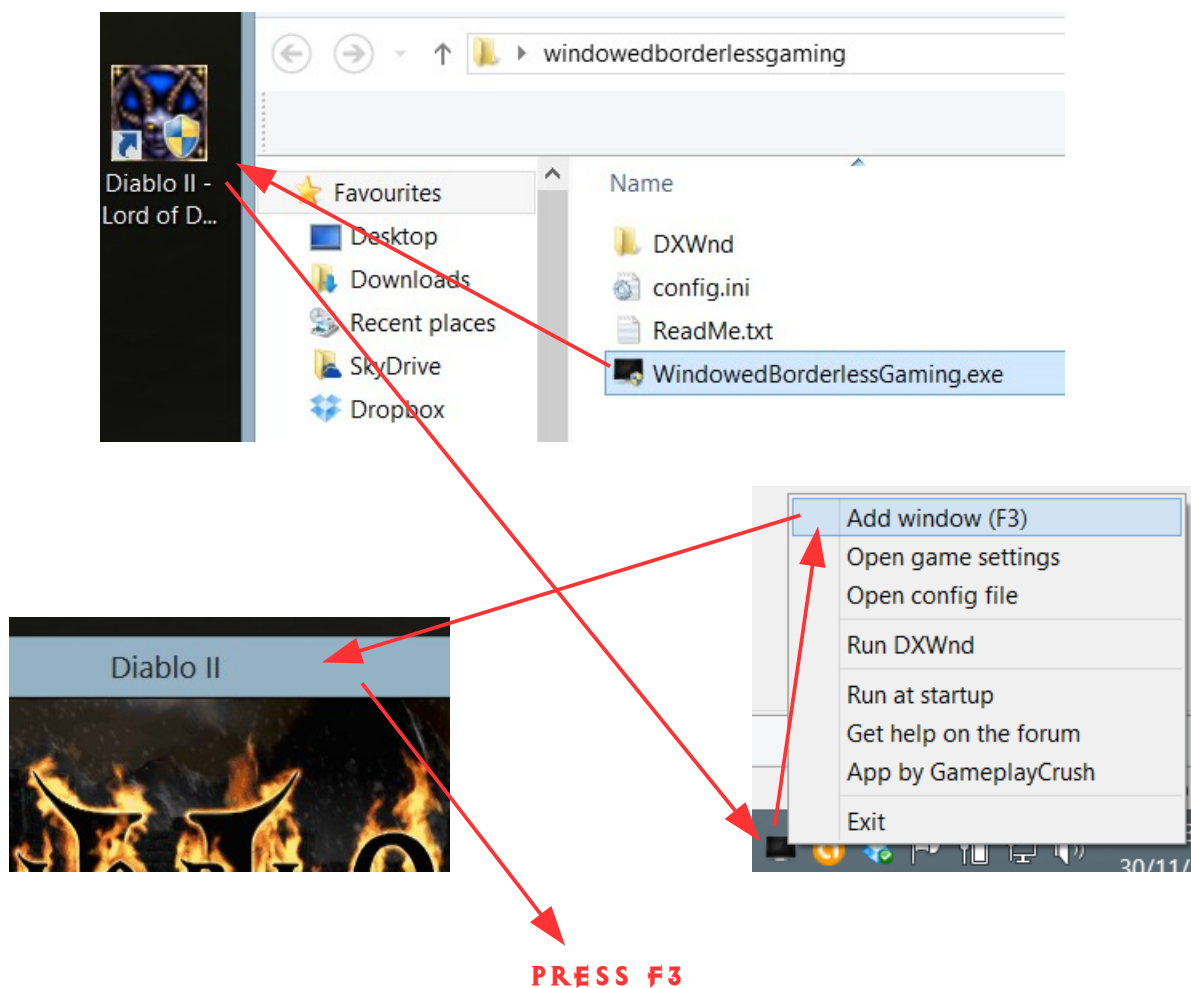 windowedborderlessgaming
Diablo II -
Lord of D...
Favourites
Desktop
Downloads
Recent places
SkyDrive
Dropbox
Name
DXWnd
config.ini
ReadMe.txt
WindowedBorderlessGaming.exe
Add window (F3)
Open game settings
Open config file
Run DXWnd
Run at startup
Get help on the forum
App by GameplayCrush
Exit
30/11/
Diablo II
PRESS F3